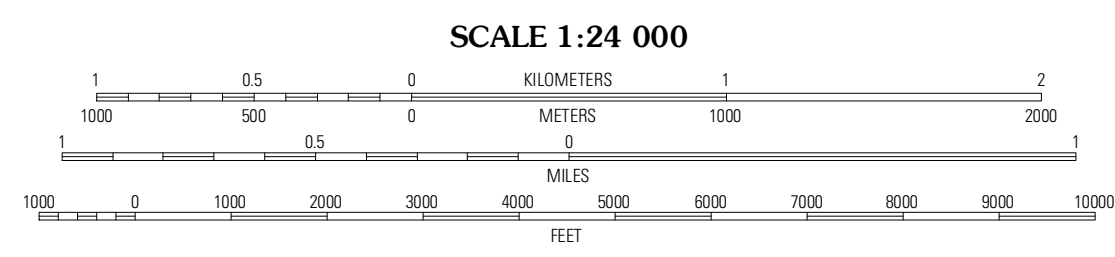 SCALE 1:24 000
1 0.5 0 KILOMETERS 1 2
1000 500 0 METERS 1000 2000
1 0.5 0 1
MILES
1000 0 1000 2000 3000 4000 5000 6000 7000 8000 9000 10000
FEET